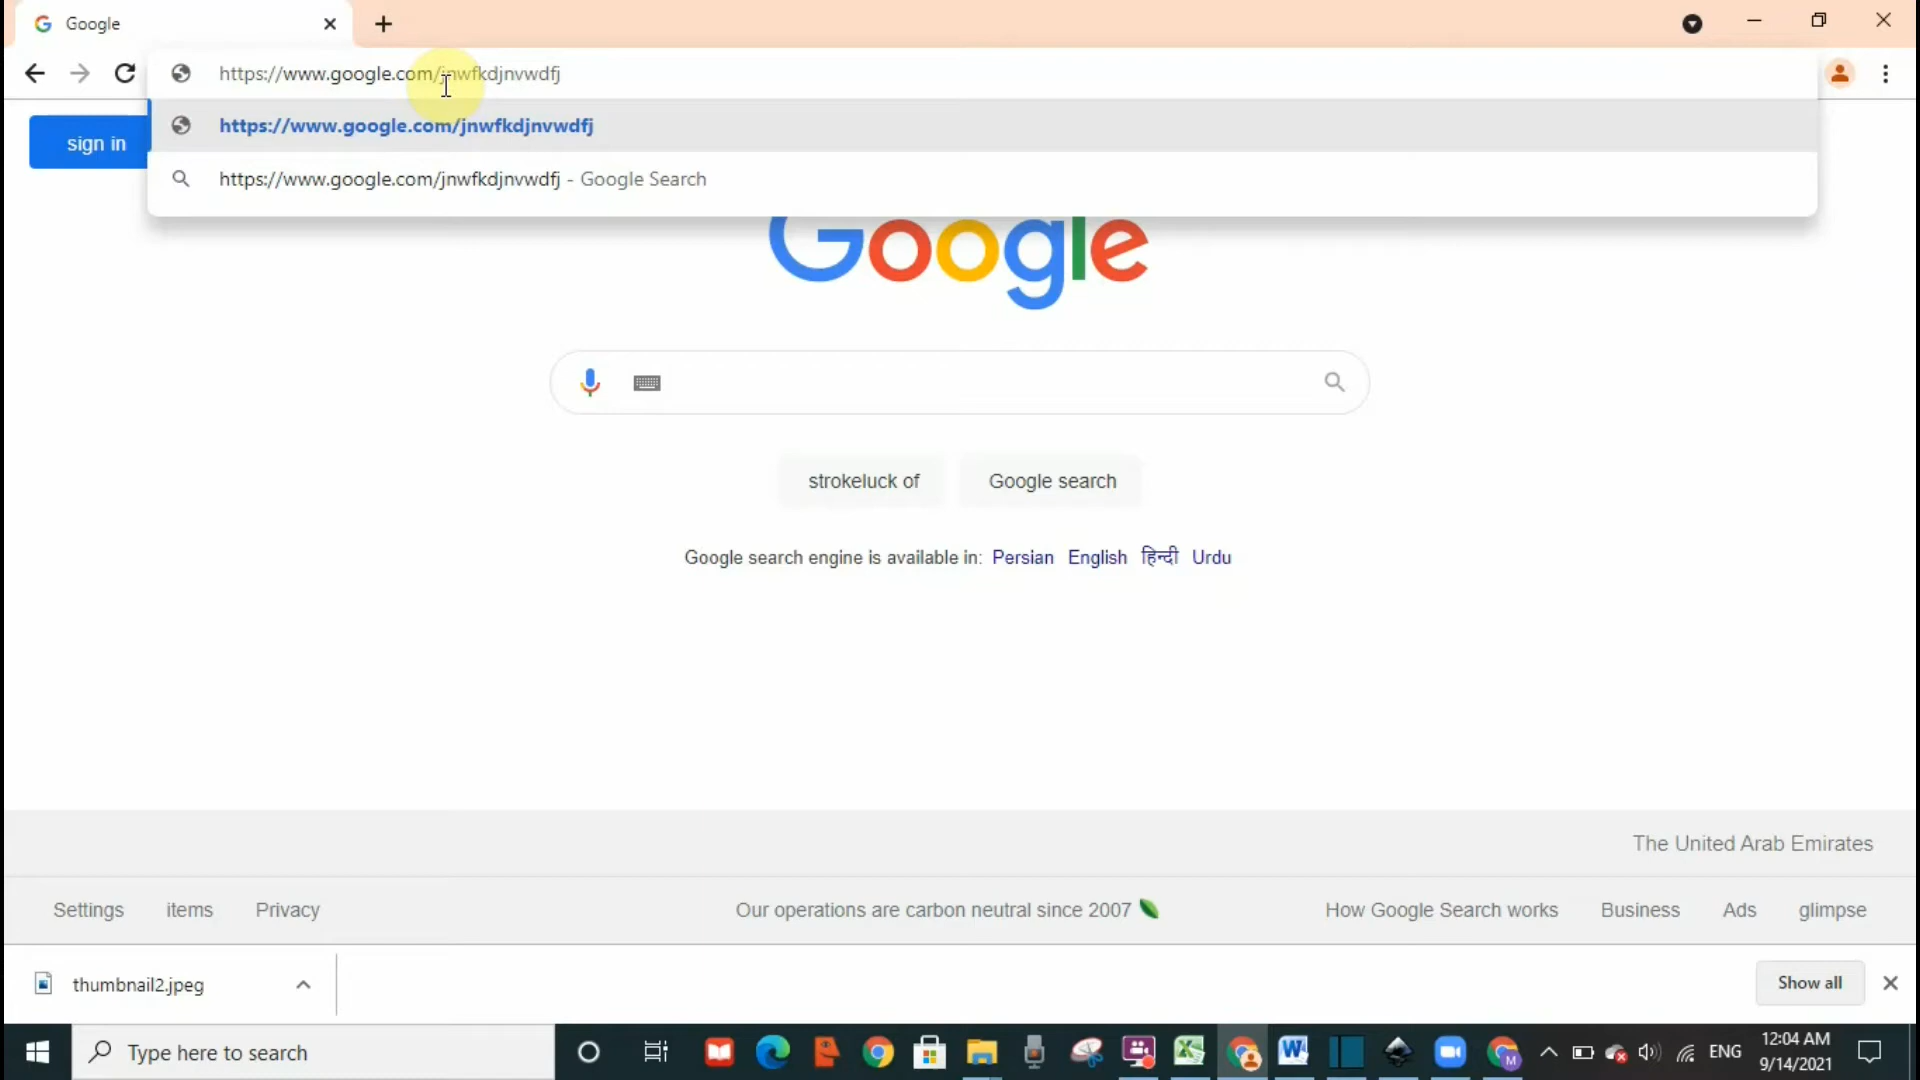 Google
https://www.google.com/jnwfkdjnvwdfj
https://www.google.com/jnwfkdjnvwdfj
sign in
https://www.google.com/jnwfkdjnvwdfj - Google Search
Google
strokeluck of
Google search
Google search engine is available in: Persian English हिन्दी Urdu
The United Arab Emirates
Settings items Privacy
Our operations are carbon neutral since 2007
How Google Search works Business Ads glimpse
thumbnail2.jpeg
Show all
Type here to search
M
ENG
12:04 AM
9/14/2021